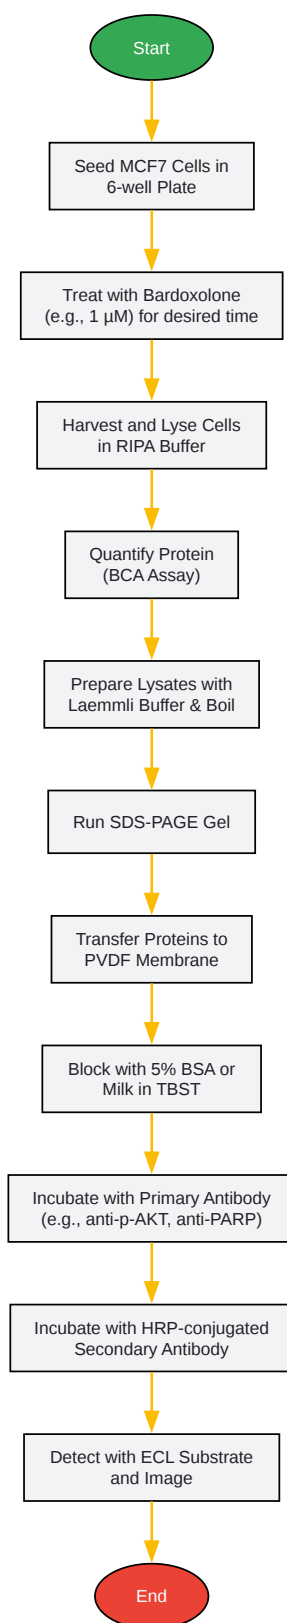 Start
Seed MCF7 Cells in
6-well Plate
Treat with Bardoxolone
(e.g., 1 µM) for desired time
Harvest and Lyse Cells
in RIPA Buffer
Quantify Protein
(BCA Assay)
Prepare Lysates with
Laemmli Buffer & Boil
Run SDS-PAGE Gel
Transfer Proteins to
PVDF Membrane
Block with 5% BSA or
Milk in TBST
Incubate with Primary Antibody
(e.g., anti-p-AKT, anti-PARP)
Incubate with HRP-conjugated
Secondary Antibody
Detect with ECL Substrate
and Image
End